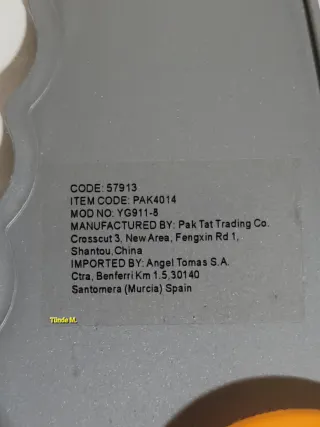 CODE: 57913
ITEM CODE: PAK4014
MOD NO: YG911-8
MANUFACTURED BY: Pak Tat Trading Co.
Crosscut 3, New Area, Fengxin Rd 1,
Shantou,China
IMPORTED BY: Angel Tomas S.A.
Ctra, Benferri Km 1.5,30140
Santomera (Murcia) Spain
Tünde M.